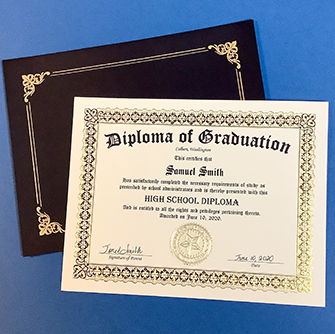 Diploma of Graduation
Colben, Washington
This certifies that
Samuel Smith
Has satisfactorily completed the necessary requirements of study as
prescribed by school administrators and is thereby presented with this
HIGH SCHOOL DIPLOMA
And is entitled to all the rights and privileges pertaining thereto.
Awarded on June 10, 2020.
Smith
Signature of Parent
June 10, 2020
Date